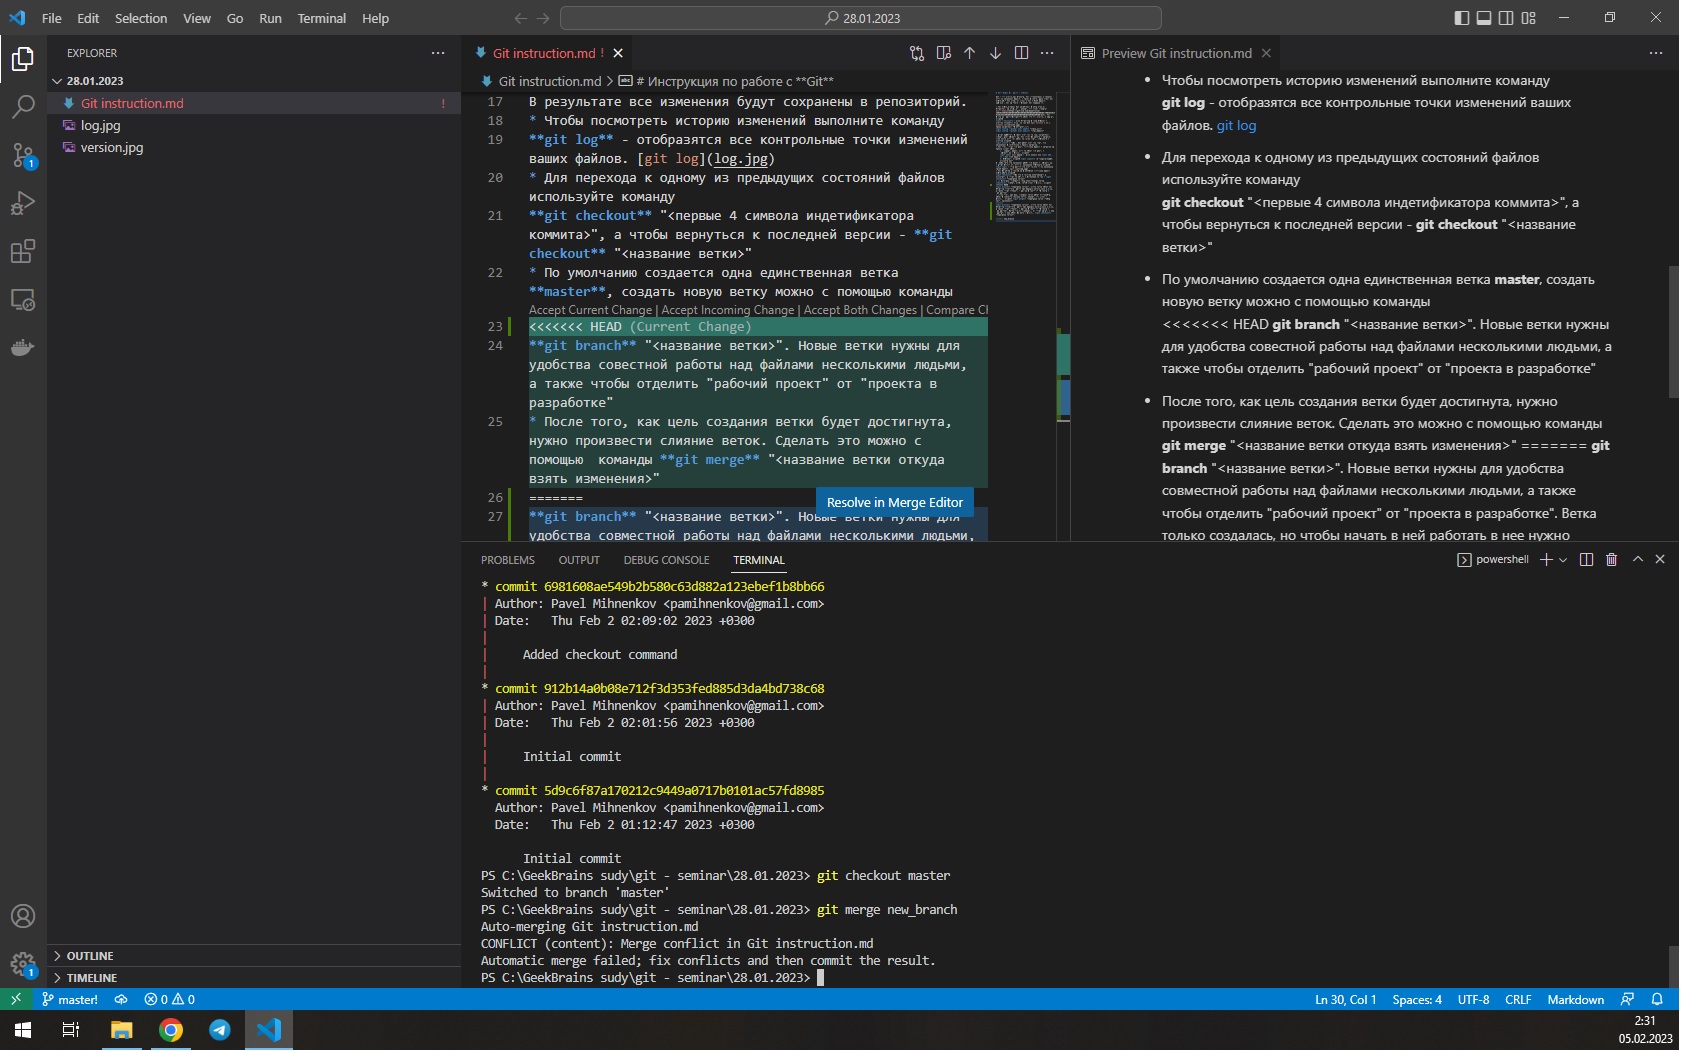 File Edit Selection View Go Run Terminal Help
28.01.2023
EXPLORER
28.01.2023
Git instruction.md !
log.jpg
version.jpg
1
OUTLINE
TIMELINE
1
Git instruction.md !
Git instruction.md > # Инструкция по работе с **Git**
17 В результате все изменения будут сохранены в репозиторий.
18 * Чтобы посмотреть историю изменений выполните команду
19 **git log** - отобразятся все контрольные точки изменений
ваших файлов. [git log](log.jpg)
20 * Для перехода к одному из предыдущих состояний файлов
используйте команду
21 **git checkout** "<первые 4 символа индетификатора
коммита>", а чтобы вернуться к последней версии - **git
checkout** "<название ветки>"
22 * По умолчанию создается одна единственная ветка
**master**, создать новую ветку можно с помощью команды
Accept Current Change | Accept Incoming Change | Accept Both Changes | Compare Ch
23 <<<<<<< HEAD (Current Change)
24 **git branch** "<название ветки>". Новые ветки нужны для
удобства совестной работы над файлами несколькими людьми,
а также чтобы отделить "рабочий проект" от "проекта в
разработке"
25 * После того, как цель создания ветки будет достигнута,
нужно произвести слияние веток. Сделать это можно с
помощью  команды **git merge** "<название ветки откуда
взять изменения>"
26 =======
Resolve in Merge Editor
27 **git branch** "<название ветки>". Новые ветки нужны для
удобства совместной работы над файлами несколькими людьми,
Preview Git instruction.md
• Чтобы посмотреть историю изменений выполните команду
git log - отобразятся все контрольные точки изменений ваших
файлов. git log
• Для перехода к одному из предыдущих состояний файлов
используйте команду
git checkout "<первые 4 символа индетификатора коммита>", а
чтобы вернуться к последней версии - git checkout "<название
ветки>"
• По умолчанию создается одна единственная ветка master, создать
новую ветку можно с помощью команды
<<<<<<< HEAD git branch "<название ветки>". Новые ветки нужны
для удобства совестной работы над файлами несколькими людьми, а
также чтобы отделить "рабочий проект" от "проекта в разработке"
• После того, как цель создания ветки будет достигнута, нужно
произвести слияние веток. Сделать это можно с помощью команды
git merge "<название ветки откуда взять изменения>" ======= git
branch "<название ветки>". Новые ветки нужны для удобства
совместной работы над файлами несколькими людьми, а также
чтобы отделить "рабочий проект" от "проекта в разработке". Ветка
только создалась, но чтобы начать в ней работать в нее нужно
PROBLEMS OUTPUT DEBUG CONSOLE TERMINAL
powershell
* commit 6981608ae549b2b580c63d882a123ebef1b8bb66
| Author: Pavel Mihnenkov <pamihnenkov@gmail.com>
| Date:   Thu Feb 2 02:09:02 2023 +0300
|
|     Added checkout command
|
* commit 912b14a0b08e712f3d353fed885d3da4bd738c68
| Author: Pavel Mihnenkov <pamihnenkov@gmail.com>
| Date:   Thu Feb 2 02:01:56 2023 +0300
|
|     Initial commit
|
* commit 5d9c6f87a170212c9449a0717b0101ac57fd8985
Author: Pavel Mihnenkov <pamihnenkov@gmail.com>
Date:   Thu Feb 2 01:12:47 2023 +0300
Initial commit
PS C:\GeekBrains sudy\git - seminar\28.01.2023> git checkout master
Switched to branch 'master'
PS C:\GeekBrains sudy\git - seminar\28.01.2023> git merge new_branch
Auto-merging Git instruction.md
CONFLICT (content): Merge conflict in Git instruction.md
Automatic merge failed; fix conflicts and then commit the result.
PS C:\GeekBrains sudy\git - seminar\28.01.2023>
master! 0 0 Ln 30, Col 1 Spaces: 4 UTF-8 CRLF Markdown
2:31
05.02.2023